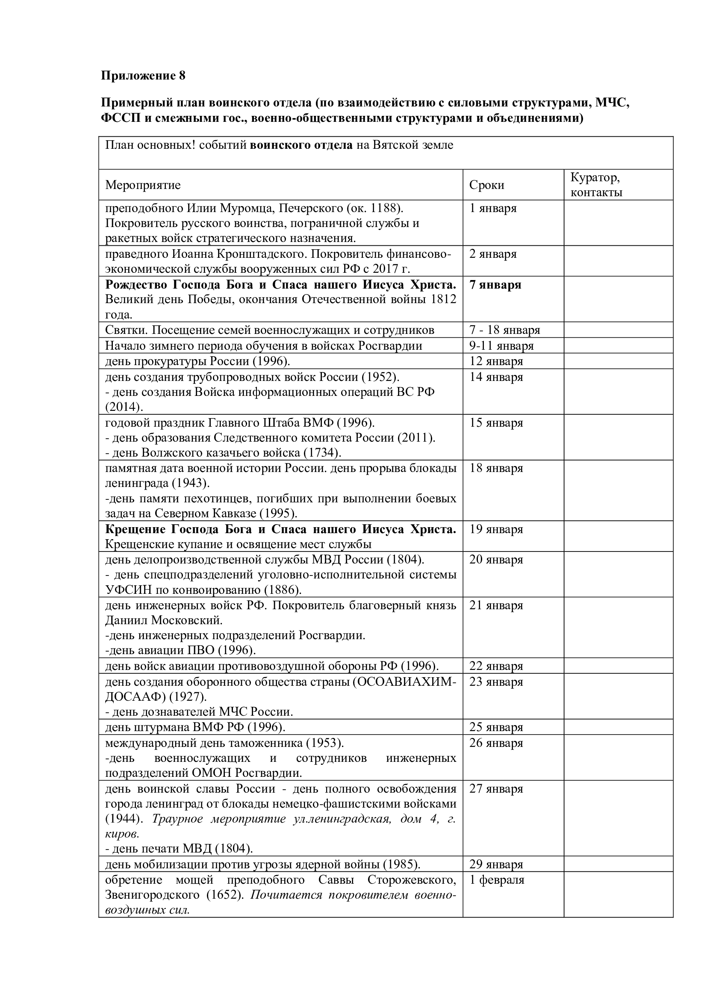 Приложение 8
Примерный план воинского отдела (по взаимодействию с силовыми структурами, МЧС,
ФССП и смежными гос., военно-общественными структурами и объединениями)
План основных! событий воинского отдела на Вятской земле
Мероприятие
Сроки
Куратор,
контакты
преподобного Илии Муромца, Печерского (ок. 1188).
Покровитель русского воинства, пограничной службы и
ракетных войск стратегического назначения.
1 января
праведного Иоанна Кронштадского. Покровитель финансово-
экономической службы вооруженных сил РФ с 2017 г.
2 января
Рождество Господа Бога и Спаса нашего Иисуса Христа.
Великий день Победы, окончания Отечественной войны 1812
года.
7 января
Святки. Посещение семей военнослужащих и сотрудников
7 - 18 января
Начало зимнего периода обучения в войсках Росгвардии
9-11 января
день прокуратуры России (1996).
12 января
день создания трубопроводных войск России (1952).
- день создания Войска информационных операций ВС РФ
(2014).
14 января
годовой праздник Главного Штаба ВМФ (1996).
- день образования Следственного комитета России (2011).
- день Волжского казачьего войска (1734).
15 января
памятная дата военной истории России. день прорыва блокады
ленинграда (1943).
-день памяти пехотинцев, погибших при выполнении боевых
задач на Северном Кавказе (1995).
18 января
Крещение Господа Бога и Спаса нашего Иисуса Христа.
Крещенские купание и освящение мест службы
19 января
день делопроизводственной службы МВД России (1804).
- день спецподразделений уголовно-исполнительной системы
УФСИН по конвоированию (1886).
20 января
день инженерных войск РФ. Покровитель благоверный князь
Даниил Московский.
-день инженерных подразделений Росгвардии.
-день авиации ПВО (1996).
21 января
день войск авиации противовоздушной обороны РФ (1996).
22 января
день создания оборонного общества страны (ОСОАВИАХИМ-
ДОСААФ) (1927).
- день дознавателей МЧС России.
23 января
день штурмана ВМФ РФ (1996).
25 января
международный день таможенника (1953).
-день военнослужащих и сотрудников инженерных
подразделений ОМОН Росгвардии.
26 января
день воинской славы России - день полного освобождения
города ленинград от блокады немецко-фашистскими войсками
(1944). Траурное мероприятие ул.ленинградская, дом 4, г.
киров.
- день печати МВД (1804).
27 января
день мобилизации против угрозы ядерной войны (1985).
29 января
обретение мощей преподобного Саввы Сторожевского,
Звенигородского (1652). Почитается покровителем военно-
воздушных сил.
1 февраля